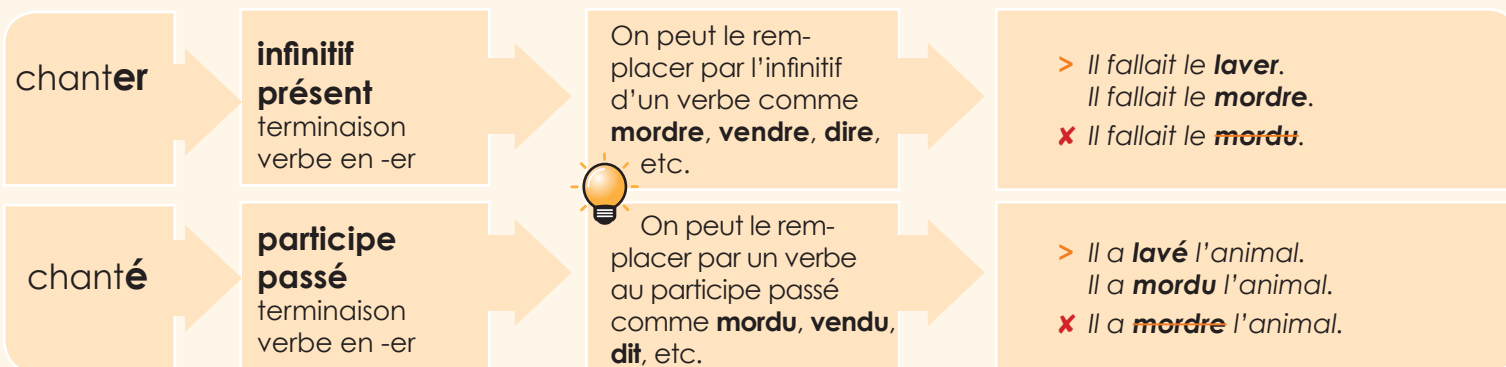 chanter
infinitif
présent
terminaison
verbe en -er
On peut le rem-
placer par l'infinitif
d'un verbe comme
mordre, vendre, dire,
etc.
> Il fallait le laver.
Il fallait le mordre.
✘ Il fallait le mordu.
chanté
participe
passé
terminaison
verbe en -er
On peut le rem-
placer par un verbe
au participe passé
comme mordu, vendu,
dit, etc.
> Il a lavé l'animal.
Il a mordu l'animal.
✘ Il a mordre l'animal.